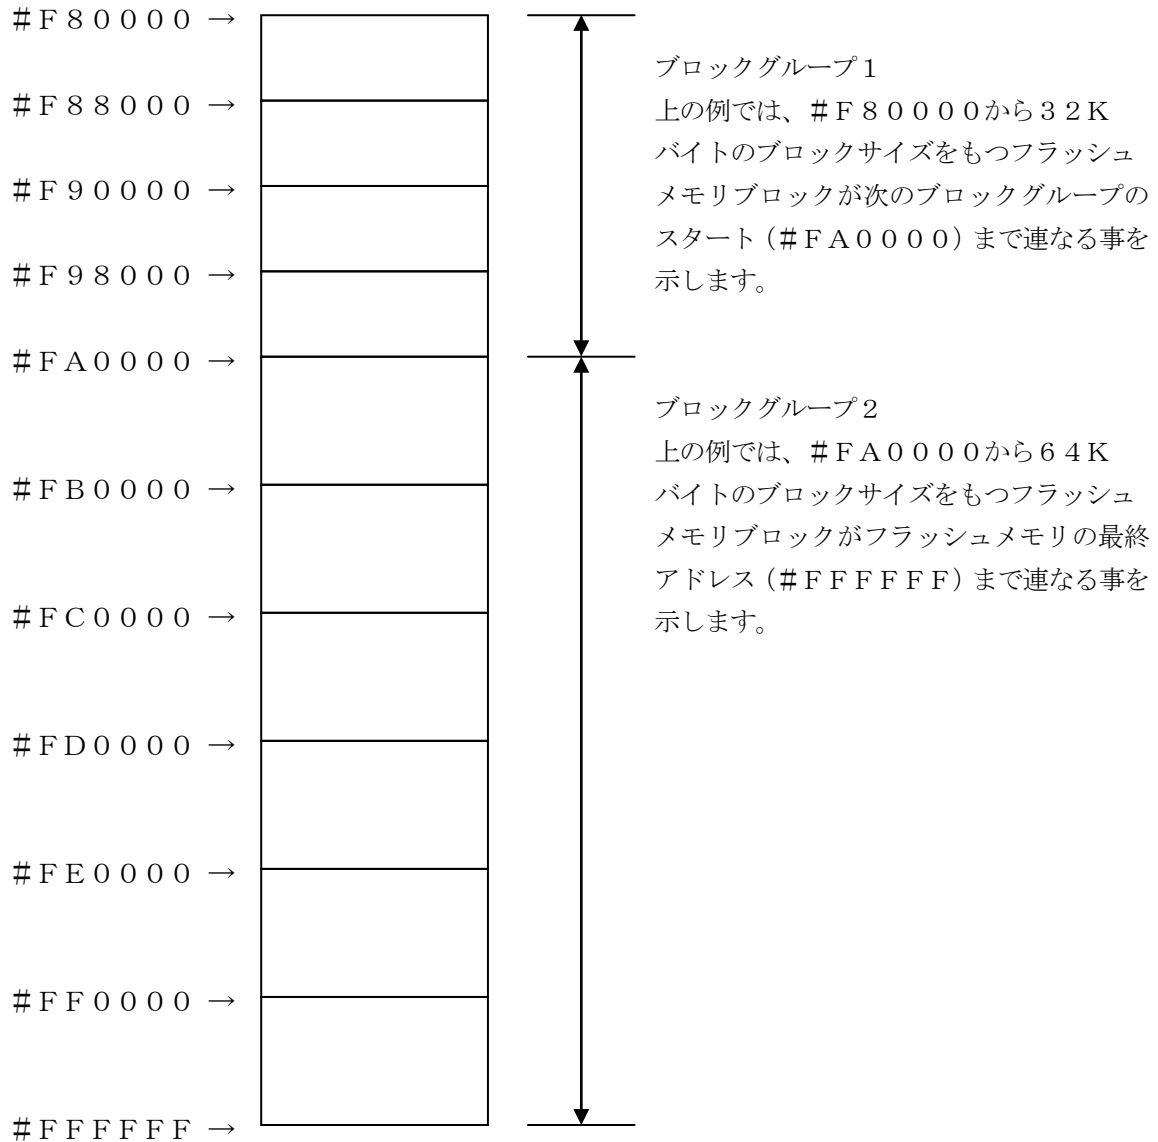 #F80000 →
ブロックグループ1
#F88000 →
上の例では、#F80000から32K
バイトのブロックサイズをもつフラッシュ
#F90000 →
メモリブロックが次のブロックグループの
スタート(#FA0000)まで連なる事を
#F98000 →
示します。
#FA0000 →
ブロックグループ2
上の例では、#FA0000から64K
#FB0000 →
バイトのブロックサイズをもつフラッシュ
メモリブロックがフラッシュメモリの最終
アドレス(#FFFFFF)まで連なる事を
#FC0000 →
示します。
#FD0000 →
#FE0000 →
#FF0000 →
#FFFFFF →